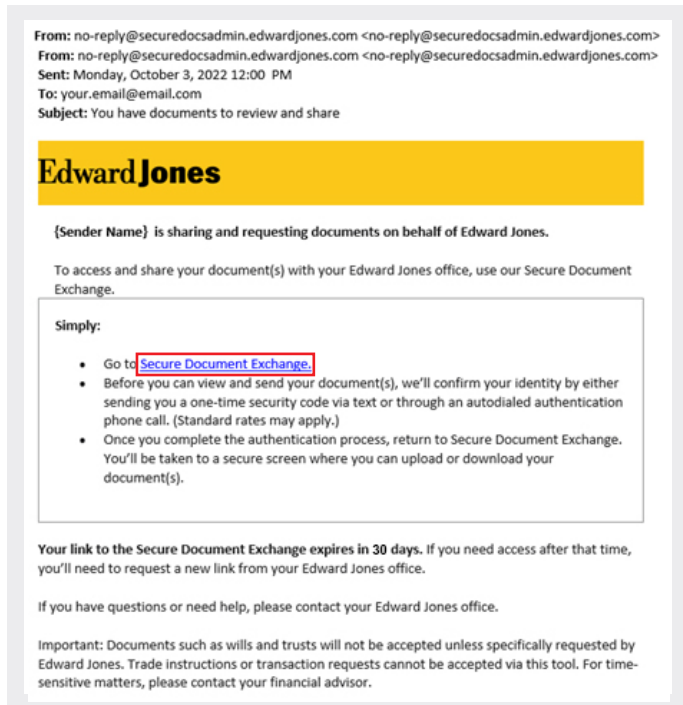 From: no-reply@securedocsadmin.edwardjones.com <no-reply@securedocsadmin.edwardjones.com>
From: no-reply@securedocsadmin.edwardjones.com <no-reply@securedocsadmin.edwardjones.com>
Sent: Monday, October 3, 2022 12:00 PM
To: your.email@email.com
Subject: You have documents to review and share
Edward Jones
{Sender Name} is sharing and requesting documents on behalf of Edward Jones.
To access and share your document(s) with your Edward Jones office, use our Secure Document
Exchange.
Simply:
• Go to Secure Document Exchange.
• Before you can view and send your document(s), we'll confirm your identity by either
sending you a one-time security code via text or through an autodialed authentication
phone call. (Standard rates may apply.)
• Once you complete the authentication process, return to Secure Document Exchange.
You'll be taken to a secure screen where you can upload or download your
document(s).
Your link to the Secure Document Exchange expires in 30 days. If you need access after that time,
you'll need to request a new link from your Edward Jones office.
If you have questions or need help, please contact your Edward Jones office.
Important: Documents such as wills and trusts will not be accepted unless specifically requested by
Edward Jones. Trade instructions or transaction requests cannot be accepted via this tool. For time-
sensitive matters, please contact your financial advisor.